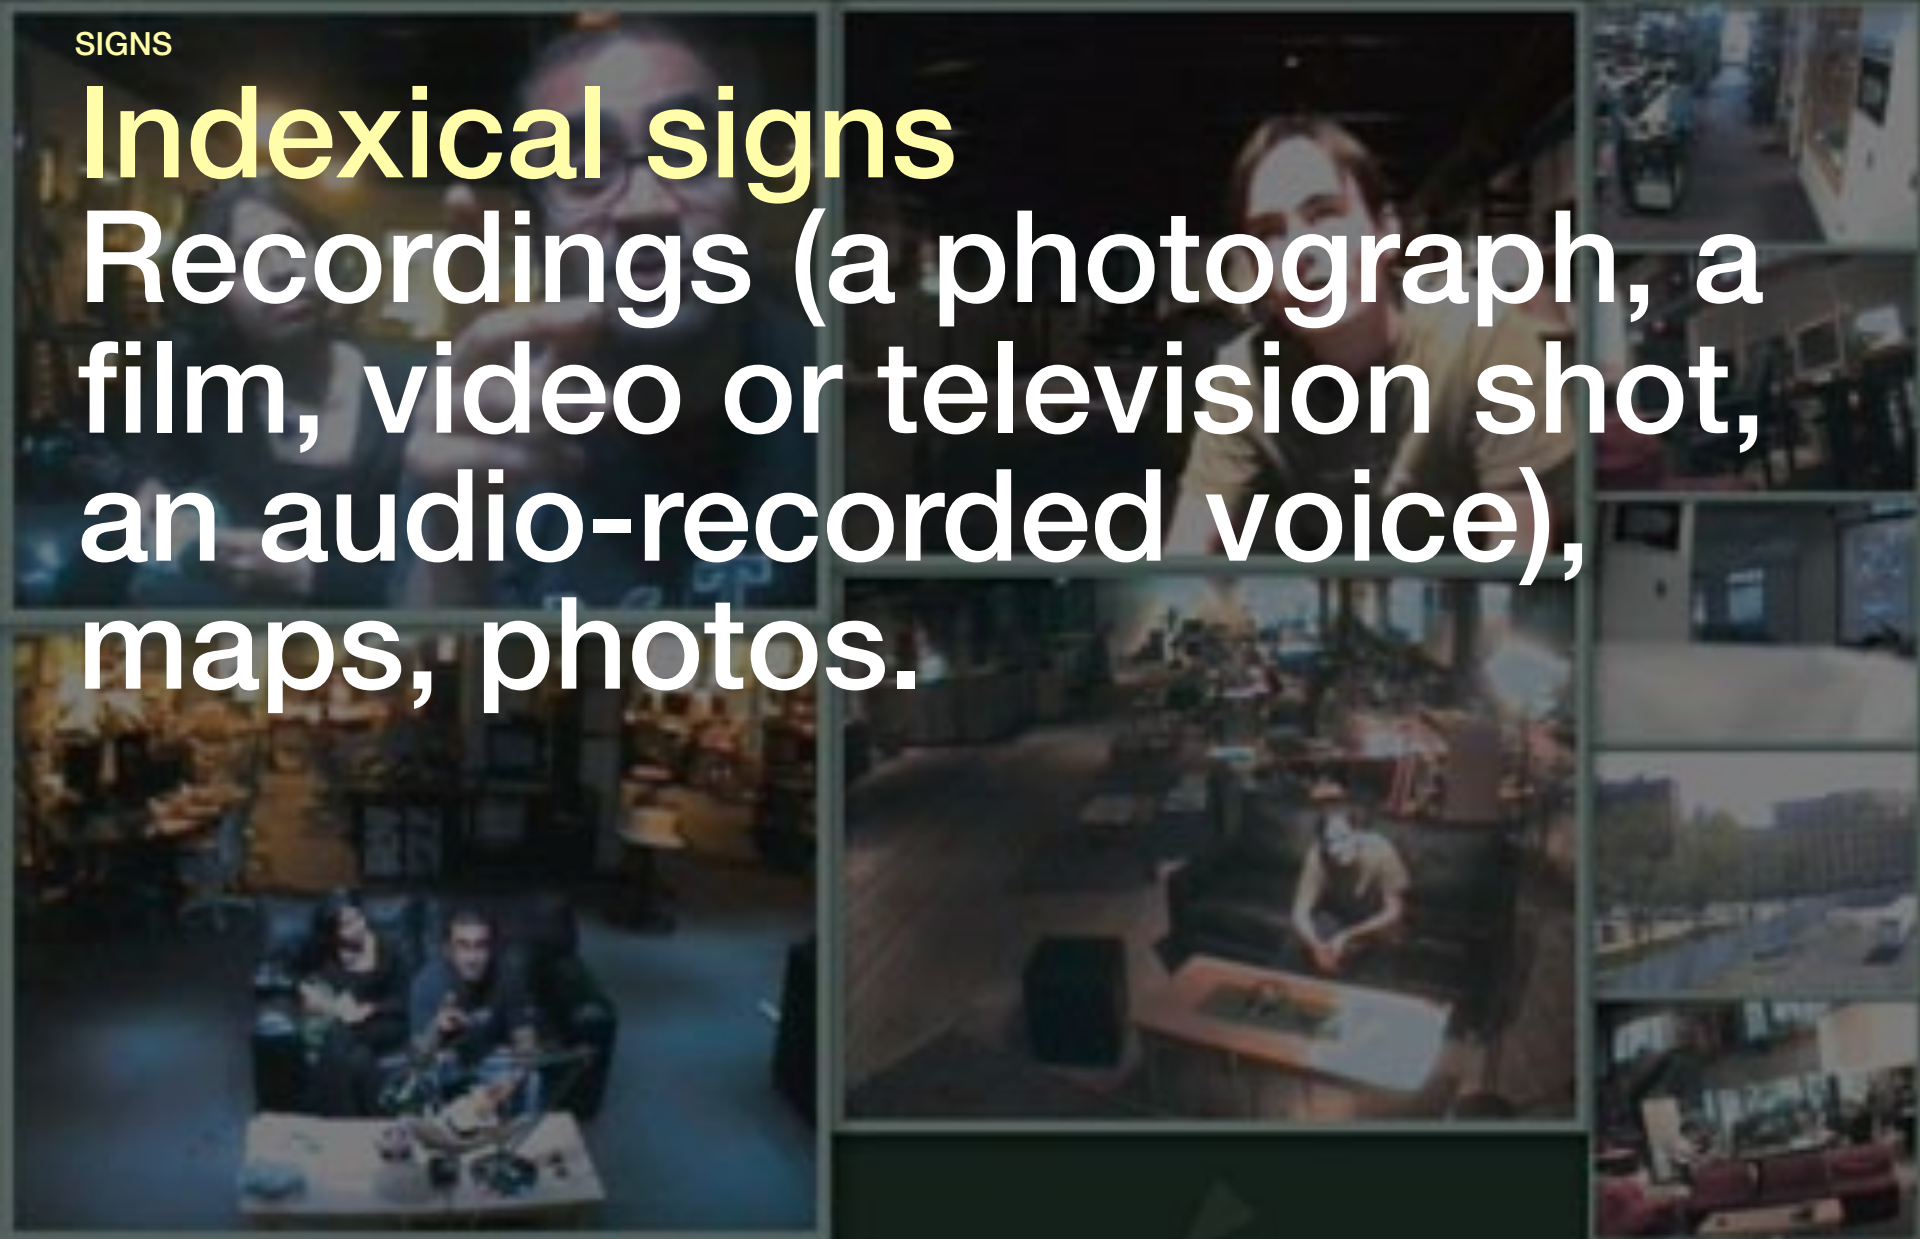 SIGNS
Indexical signs
Recordings (a photograph, a
film, video or television shot,
an audio-recorded voice),
maps, photos.